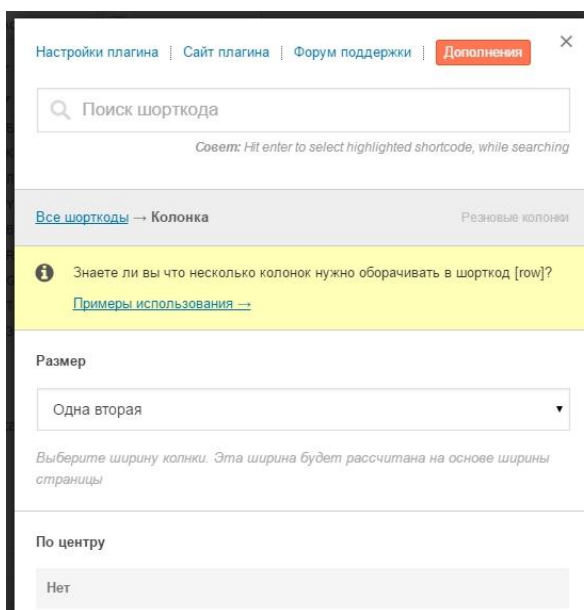 Настройки плагина | Сайт плагина | Форум поддержки | Дополнения ×
Поиск шорткода
Совет: Hit enter to select highlighted shortcode, while searching
Все шорткоды → Колонка Резновые колонки
Знаете ли вы что несколько колонок нужно оборачивать в шорткод [row]?
Примеры использования →
Размер
Одна вторая
Выберите ширину колнки. Эта ширина будет рассчитана на основе ширины
страницы
По центру
Нет